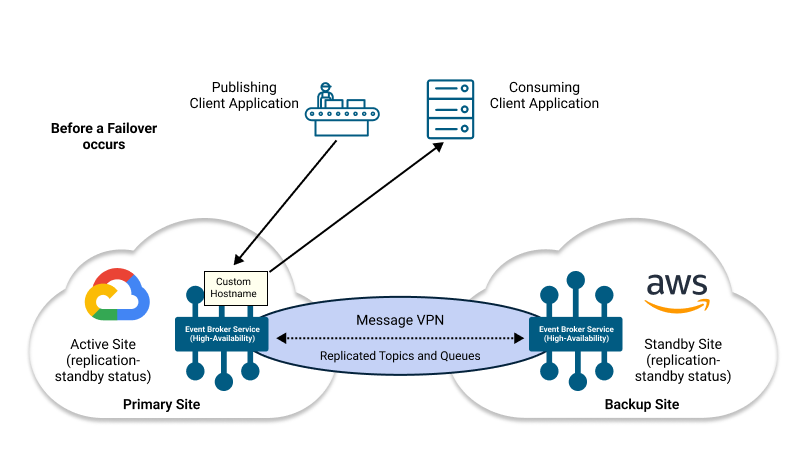 Publishing
Client Application
Consuming
Client Application
Before a Failover
occurs
Custom
Hostname
aws
Event Broker Service
(High-Availability)
Message VPN
Replicated Topics and Queues
Event Broker Service
(High-Availability)
Active Site
(replication-
standby status)
Standby Site
(replication-
standby status)
Primary Site
Backup Site